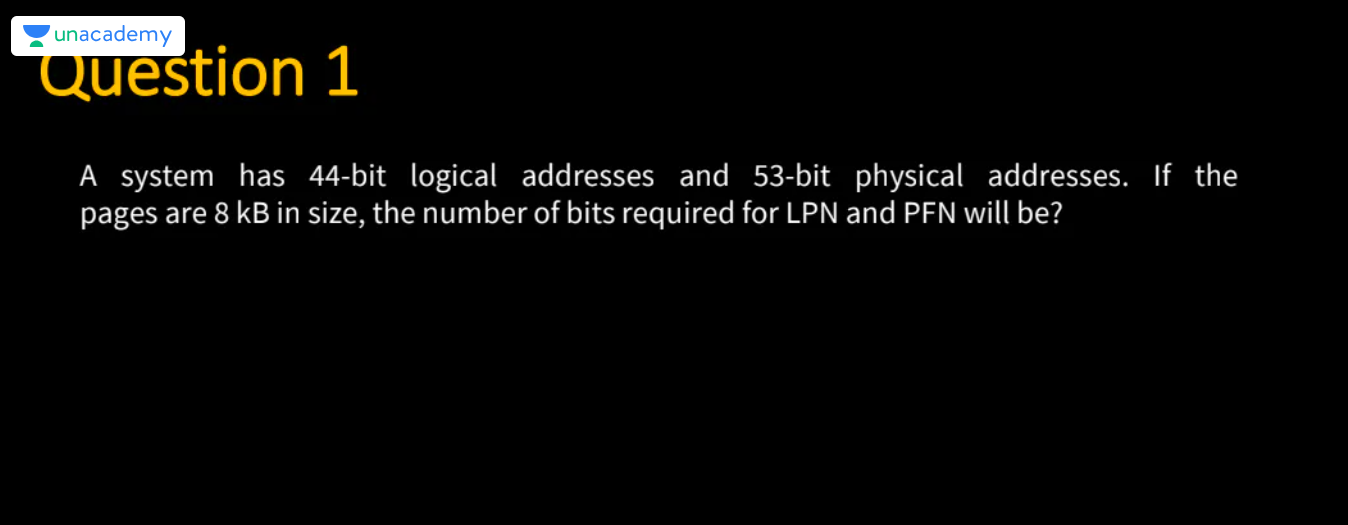 unacademy
Question 1
A system has 44-bit logical addresses and 53-bit physical addresses. If the
pages are 8 kB in size, the number of bits required for LPN and PFN will be?